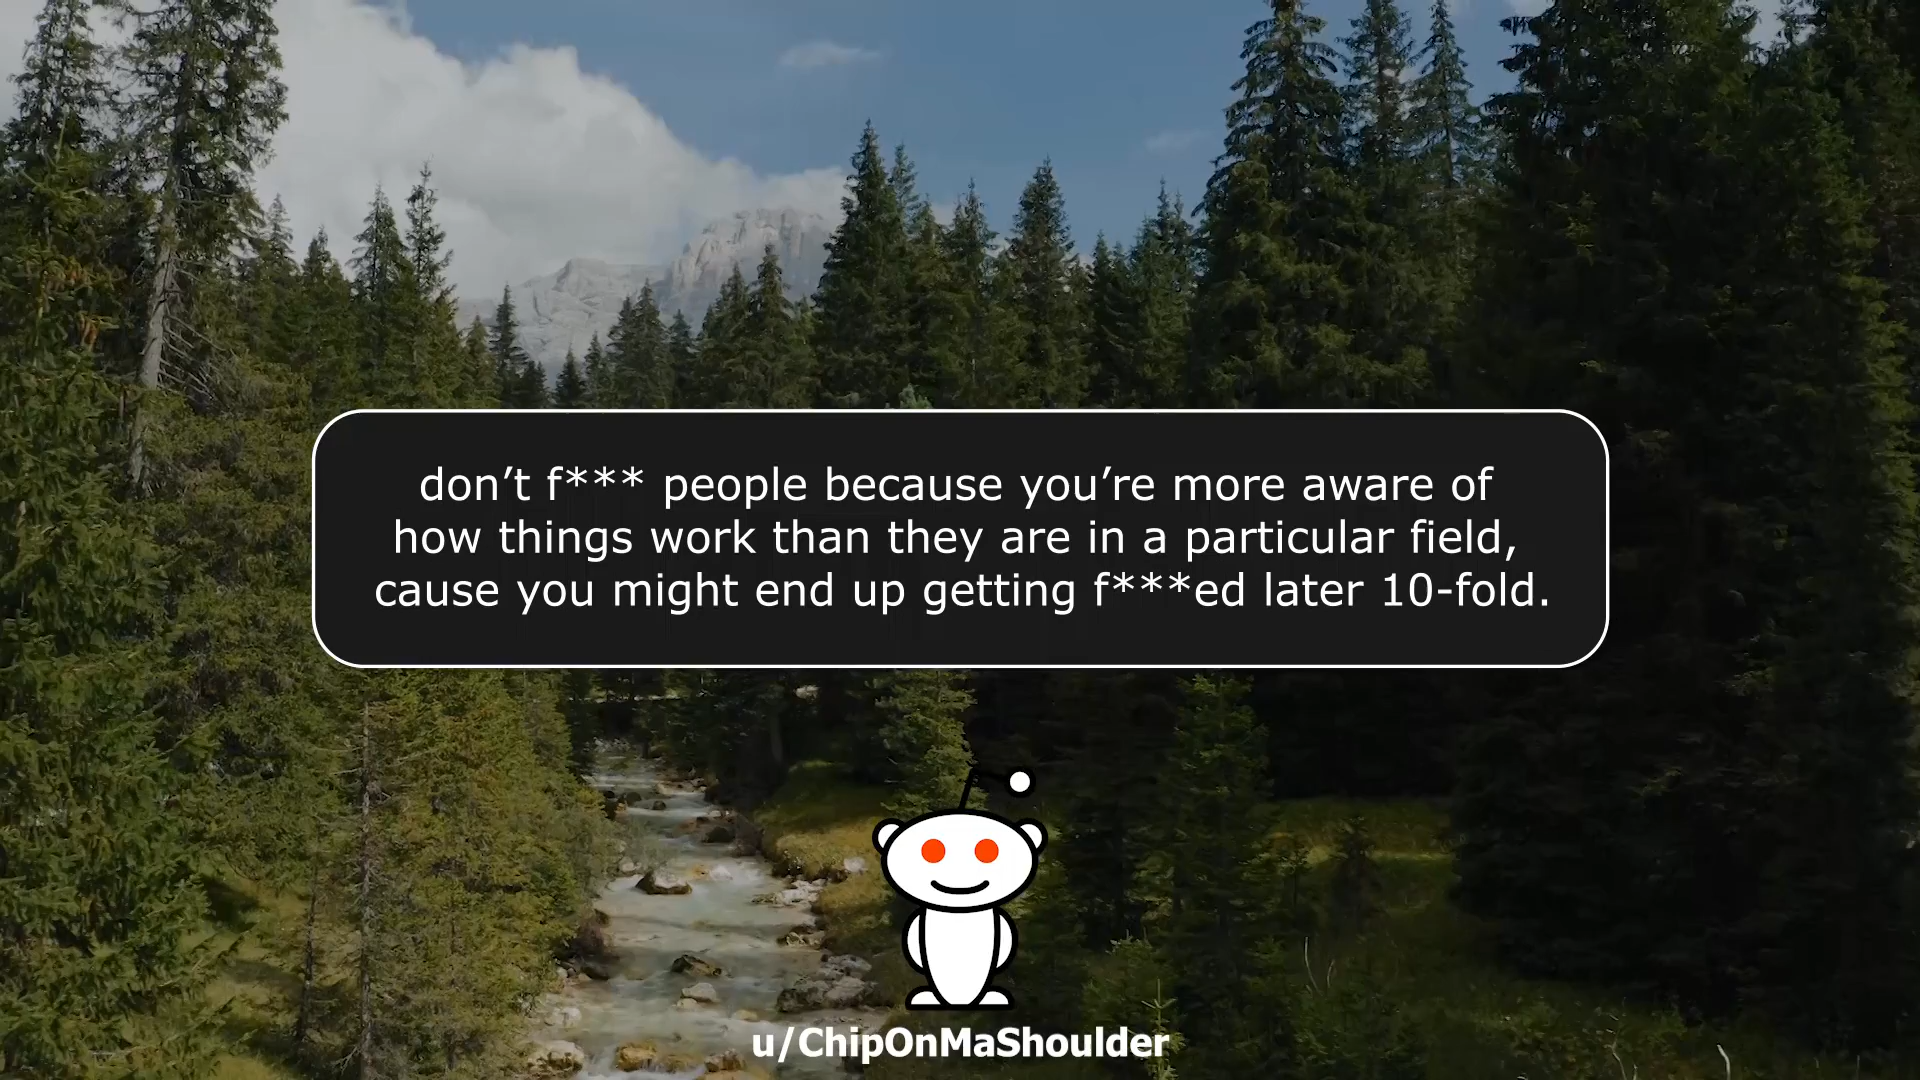 don’t f*** people because you’re more aware of
how things work than they are in a particular field,
cause you might end up getting f***ed later 10-fold.
u/ChipOnMaShoulder